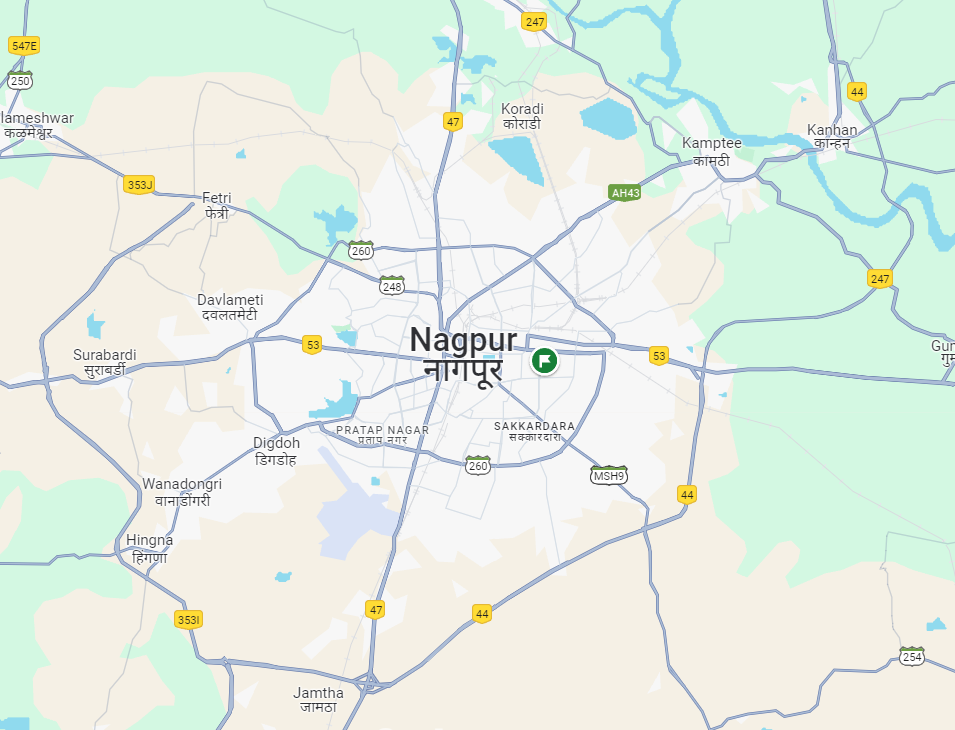 247
547E
250
44
Koradi
कोराडी
47
lameshwar
कळमेश्वर
Kanhan
कान्हन
Kamptee
कामठी
353J
AH43
Fetri
फेत्री
260
247
248
Davlameti
दवलतमेटी
Nagpur
नागपूर
53
53
Surabardi
सुराबर्डी
PRATAP NAGAR
प्रताप नगर
SAKKARDARA
सक्कारदारा
Digdoh
डिगडोह
260
MSH9
Wanadongri
वानाडोंगरी
44
Hingna
हिंगणा
47
44
353I
254
Jamtha
जामठा